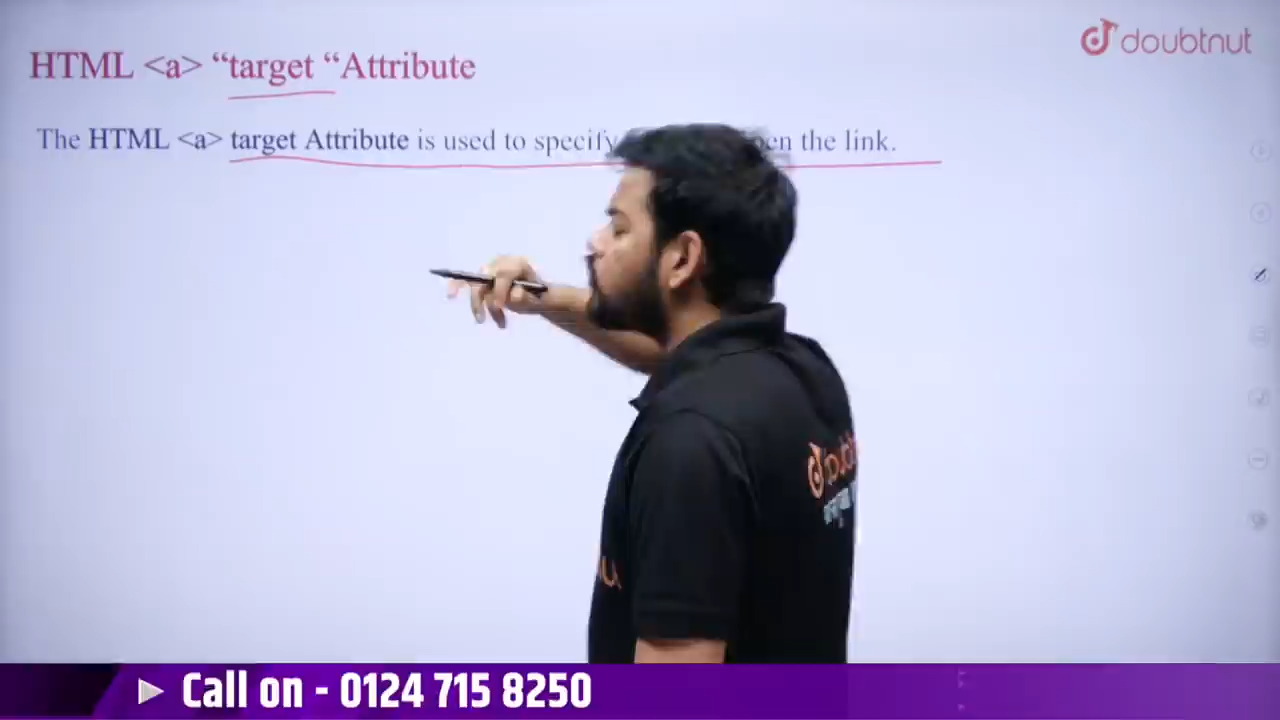 HTML <a> “target “Attribute
doubtnut
The HTML <a> target Attribute is used to specify
the link.
Call on - 0124 715 8250